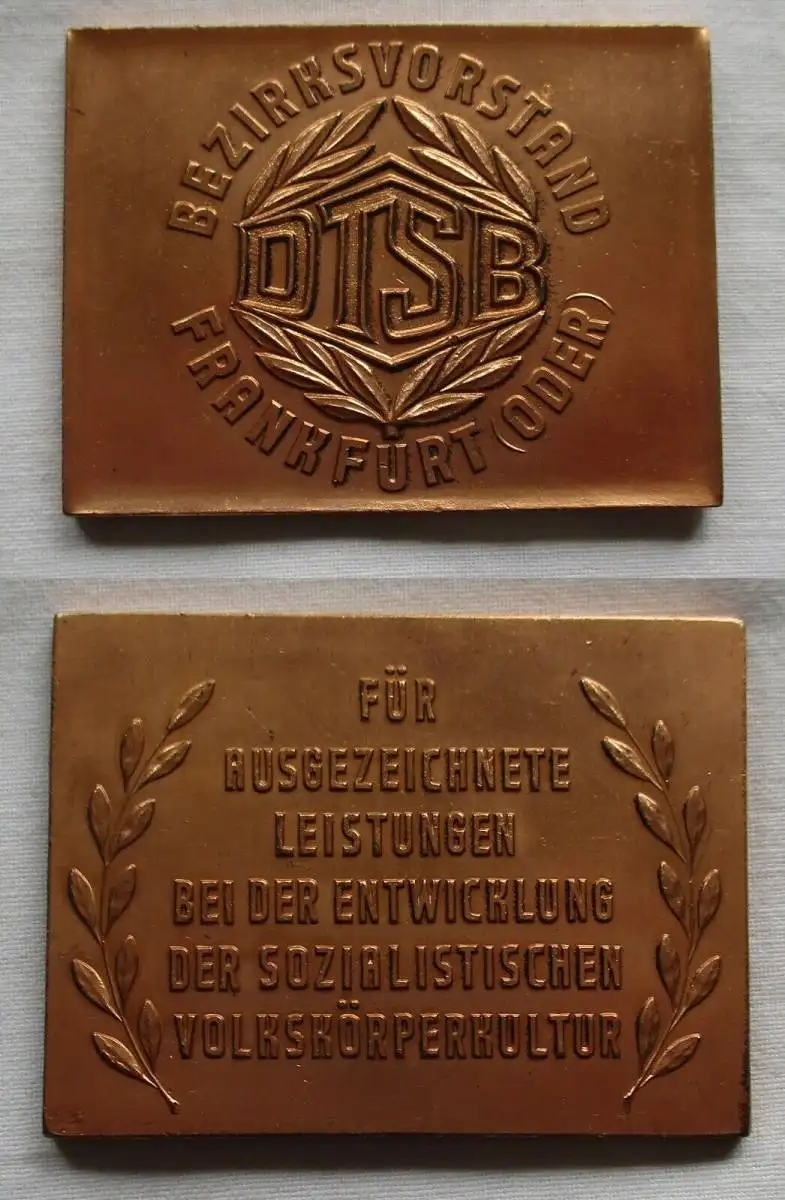 BEZIRKSVORSTAND
DTSB
FRANKFURT (ODER)
FÜR
AUSGEZEICHNETE
LEISTUNGEN
BEI DER ENTWICKLUNG
DER SOZIALISTISCHEN
VOLKSKÖRPERKULTUR